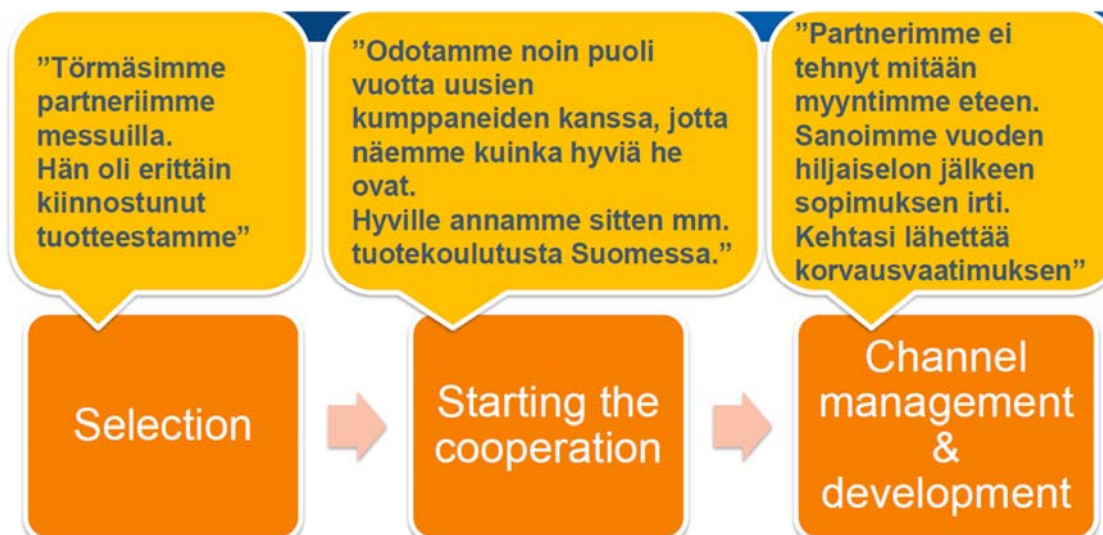 ”Törmäsimme
partneriimme
messuilla.
Hän oli erittäin
kiinnostunut
tuotteestamme”
”Odotamme noin puoli
vuotta uusien
kumppaneiden kanssa, jotta
näemme kuinka hyviä he
ovat.
Hyville annamme sitten mm.
tuotekoulutusta Suomessa.”
”Partnerimme ei
tehnyt mitään
myyntimme eteen.
Sanoimme vuoden
hiljaiselon jälkeen
sopimuksen irti.
Kehtasi lähettää
korvausvaatimuksen”
Selection
Starting the
cooperation
Channel
management
&
development